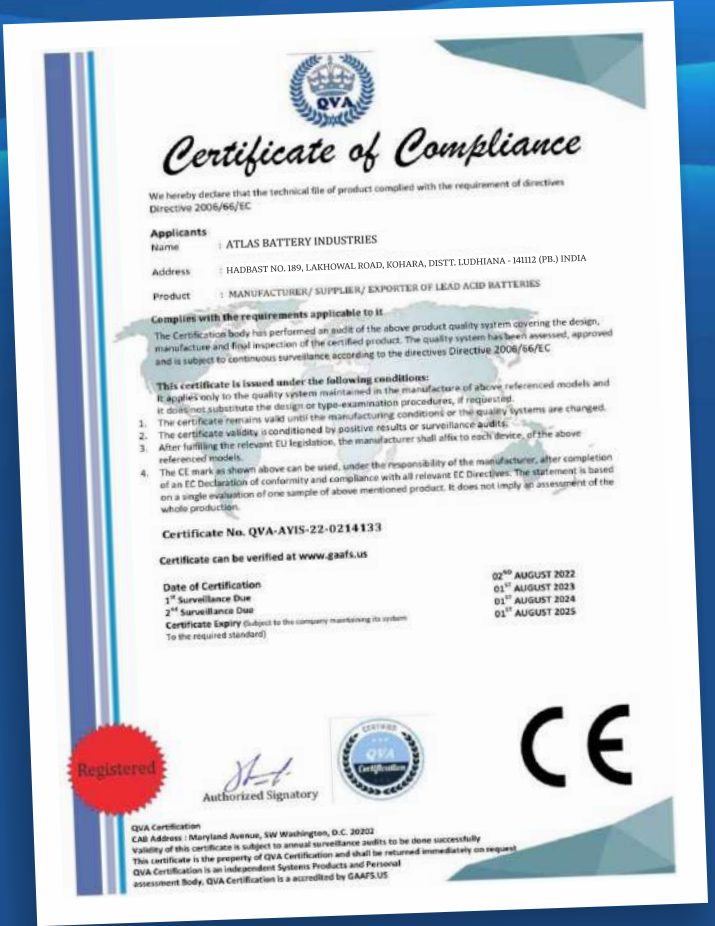 QVA
Certificate of Compliance
We hereby declare that the technical file of product complied with the requirement of directives
Directive 2006/66/EC
Applicants
Name : ATLAS BATTERY INDUSTRIES
Address : HADBAST NO. 189, LAKHOWAL ROAD, KOHARA, DISTT. LUDHIANA - 141112 (PB.) INDIA
Product : MANUFACTURER/ SUPPLIER/ EXPORTER OF LEAD ACID BATTERIES
Complies with the requirements applicable to it
The Certification body has performed an audit of the above product quality system covering the design,
manufacture and final inspection of the certified product. The quality system has been assessed, approved
and is subject to continuous surveillance according to the directives Directive 2006/66/EC
This certificate is issued under the following conditions:
It applies only to the quality system maintained in the manufacture of above referenced models and
it does not substitute the design or type-examination procedures, if requested.
1. The certificate remains valid until the manufacturing conditions or the quality systems are changed.
2. The certificate validity is conditioned by positive results or surveillance audits.
3. After fulfilling the relevant EU legislation, the manufacturer shall affix to each device, of the above
referenced models.
4. The CE mark as shown above can be used, under the responsibility of the manufacturer, after completion
of an EC Declaration of conformity and compliance with all relevant EC Directives. The statement is based
on a single evaluation of one sample of above mentioned product. It does not imply an assessment of the
whole production.
Certificate No. QVA-AYIS-22-0214133
Certificate can be verified at www.gaafs.us
Date of Certification 02ND AUGUST 2022
1st Surveillance Due 01ST AUGUST 2023
2nd Surveillance Due 01ST AUGUST 2024
Certificate Expiry (Subject to the company maintaining its system 01ST AUGUST 2025
To the required standard)
CE
Registered
Authorized Signatory
CERTIFIED
QVA
Certification
QVA Certification
CAB Address : Maryland Avenue, SW Washington, D.C. 20202
Validity of this certificate is subject to annual surveillance audits to be done successfully
This certificate is the property of QVA Certification and shall be returned immediately on request
QVA Certification is an independent Systems Products and Personal
assessment Body, QVA Certification is a accredited by GAAFS.US